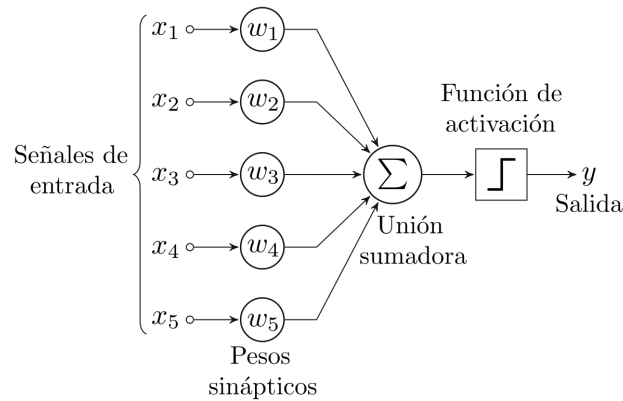 x₁ w₁
x₂ w₂
Función de
activación
Señales de
entrada
x₃ w₃ Σ y
Salida
Unión
sumadora
x₄ w₄
x₅ w₅
Pesos
sinápticos